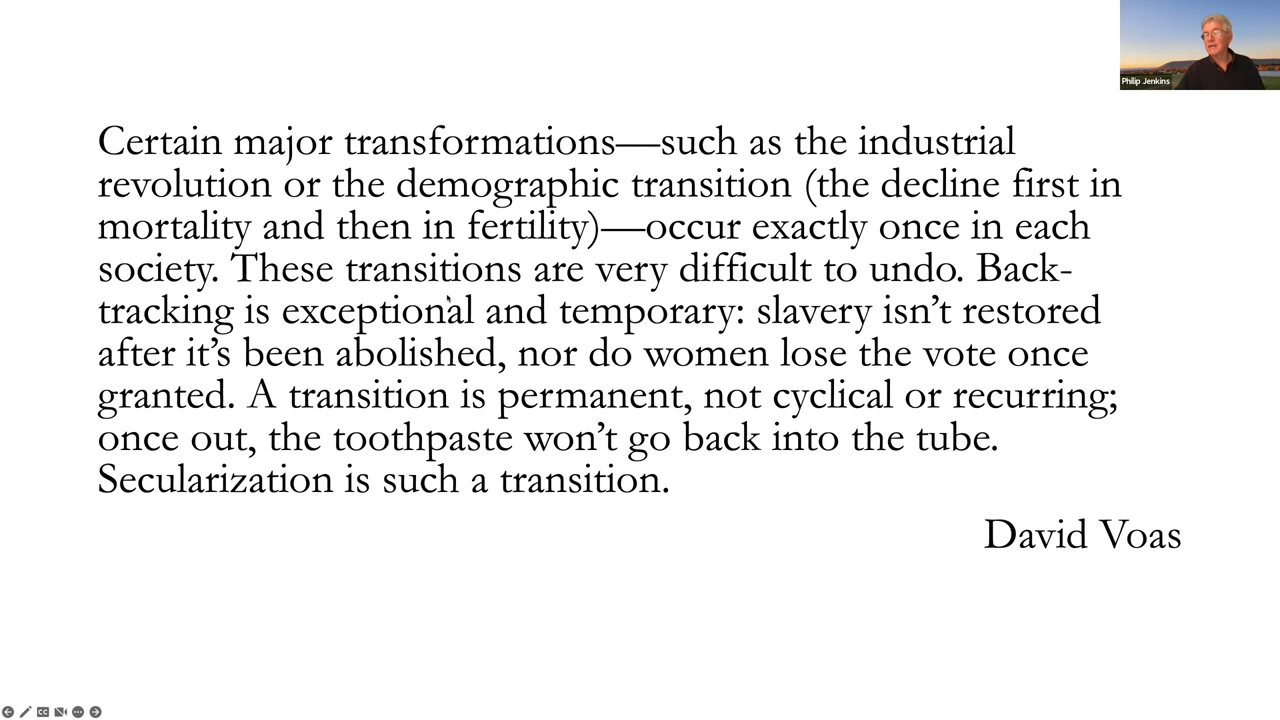 Philip Jenkins
Certain major transformations—such as the industrial
revolution or the demographic transition (the decline first in
mortality and then in fertility)—occur exactly once in each
society. These transitions are very difficult to undo. Back-
tracking is exceptional and temporary: slavery isn’t restored
after it’s been abolished, nor do women lose the vote once
granted. A transition is permanent, not cyclical or recurring;
once out, the toothpaste won’t go back into the tube.
Secularization is such a transition.
David Voas
CC